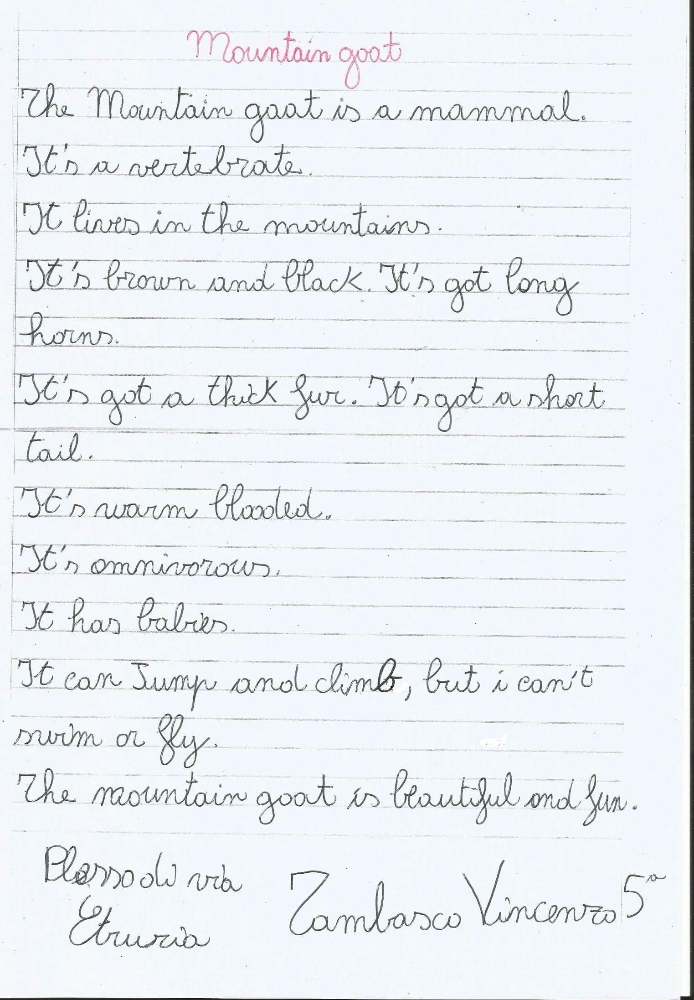 Mountain goat
The Mountain goat is a mammal.
It's a vertebrate.
It lives in the mountains.
It's brown and black. It's got long
horns.
It's got a thick fur. It's got a short
tail.
It's warm blooded.
It's omnivorous.
It has babies.
It can Jump and climb, but i can't
swim or fly.
The mountain goat is beautiful and fun.
Plesso di via
Etruria
Tambasco Vincenzo 5ª